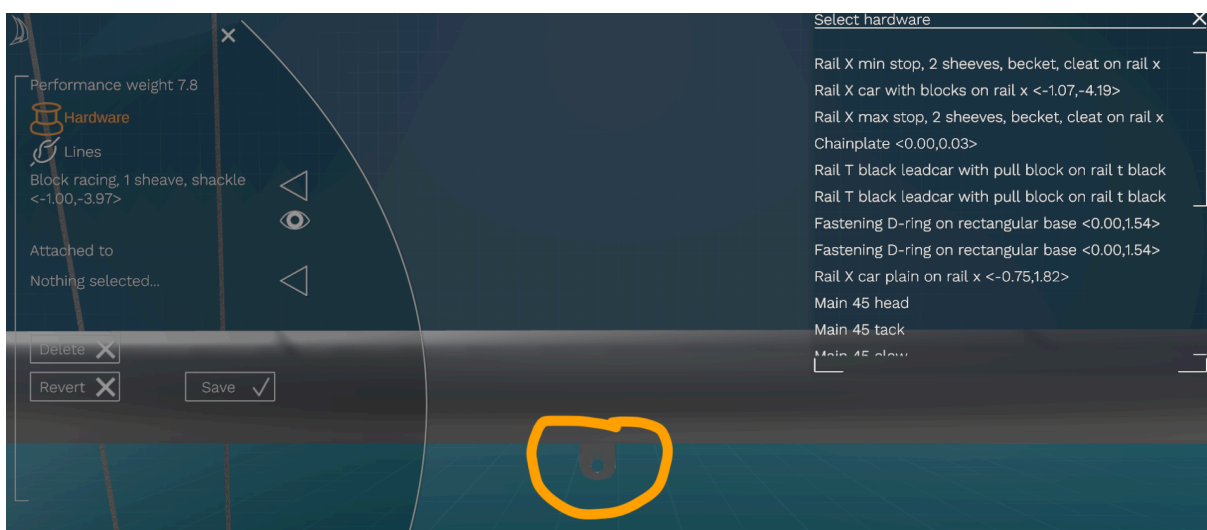 Performance weight 7.8
Hardware
Lines
Block racing, 1 sheave, shackle
<-1.00,-3.97>
Attached to
Nothing selected...
Delete
Revert
Save
Select hardware
Rail X min stop, 2 sheeves, becket, cleat on rail x
Rail X car with blocks on rail x <-1.07,-4.19>
Rail X max stop, 2 sheeves, becket, cleat on rail x
Chainplate <0.00,0.03>
Rail T black leadcar with pull block on rail t black
Rail T black leadcar with pull block on rail t black
Fastening D-ring on rectangular base <0.00,1.54>
Fastening D-ring on rectangular base <0.00,1.54>
Rail X car plain on rail x <-0.75,1.82>
Main 45 head
Main 45 tack
Main 45 clew